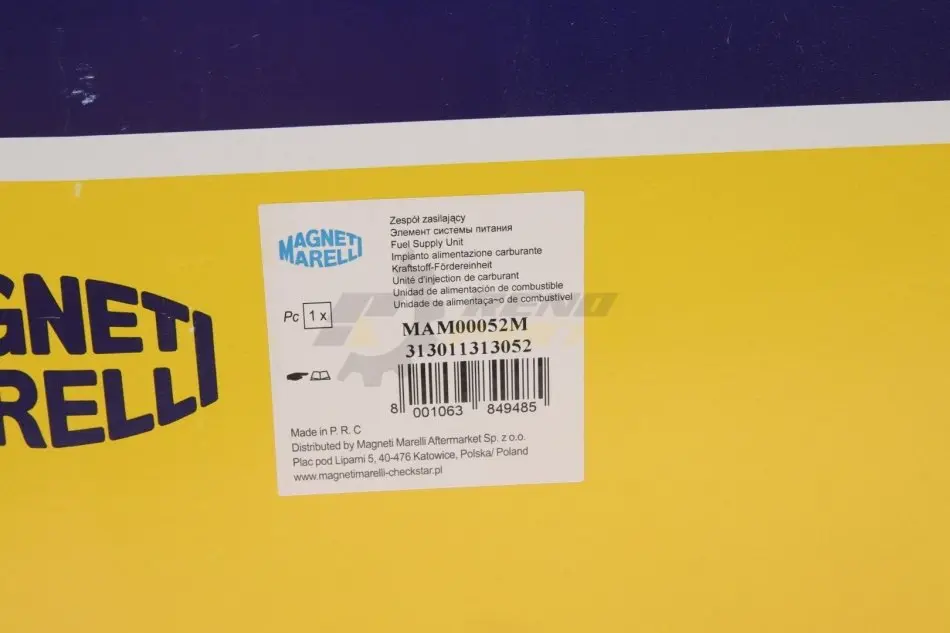 GNETI
RELLI
MAGNETI
MARELLI
Zespół zasilający
Элемент системы питания
Fuel Supply Unit
Impianto alimentazione carburante
Kraftstoff-Fördereinheit
Unité d'injection de carburant
Unidad de alimentación de combustible
Unidade de alimentaça~o de combustivel
Pc 1 x
MAM00052M
313011313052
8 001063 849485
Made in P. R. C
Distributed by Magneti Marelli Aftermarket Sp. z o.o.
Plac pod Lipami 5, 40-476 Katowice, Polska/ Poland
www.magnetimarelli-checkstar.pl